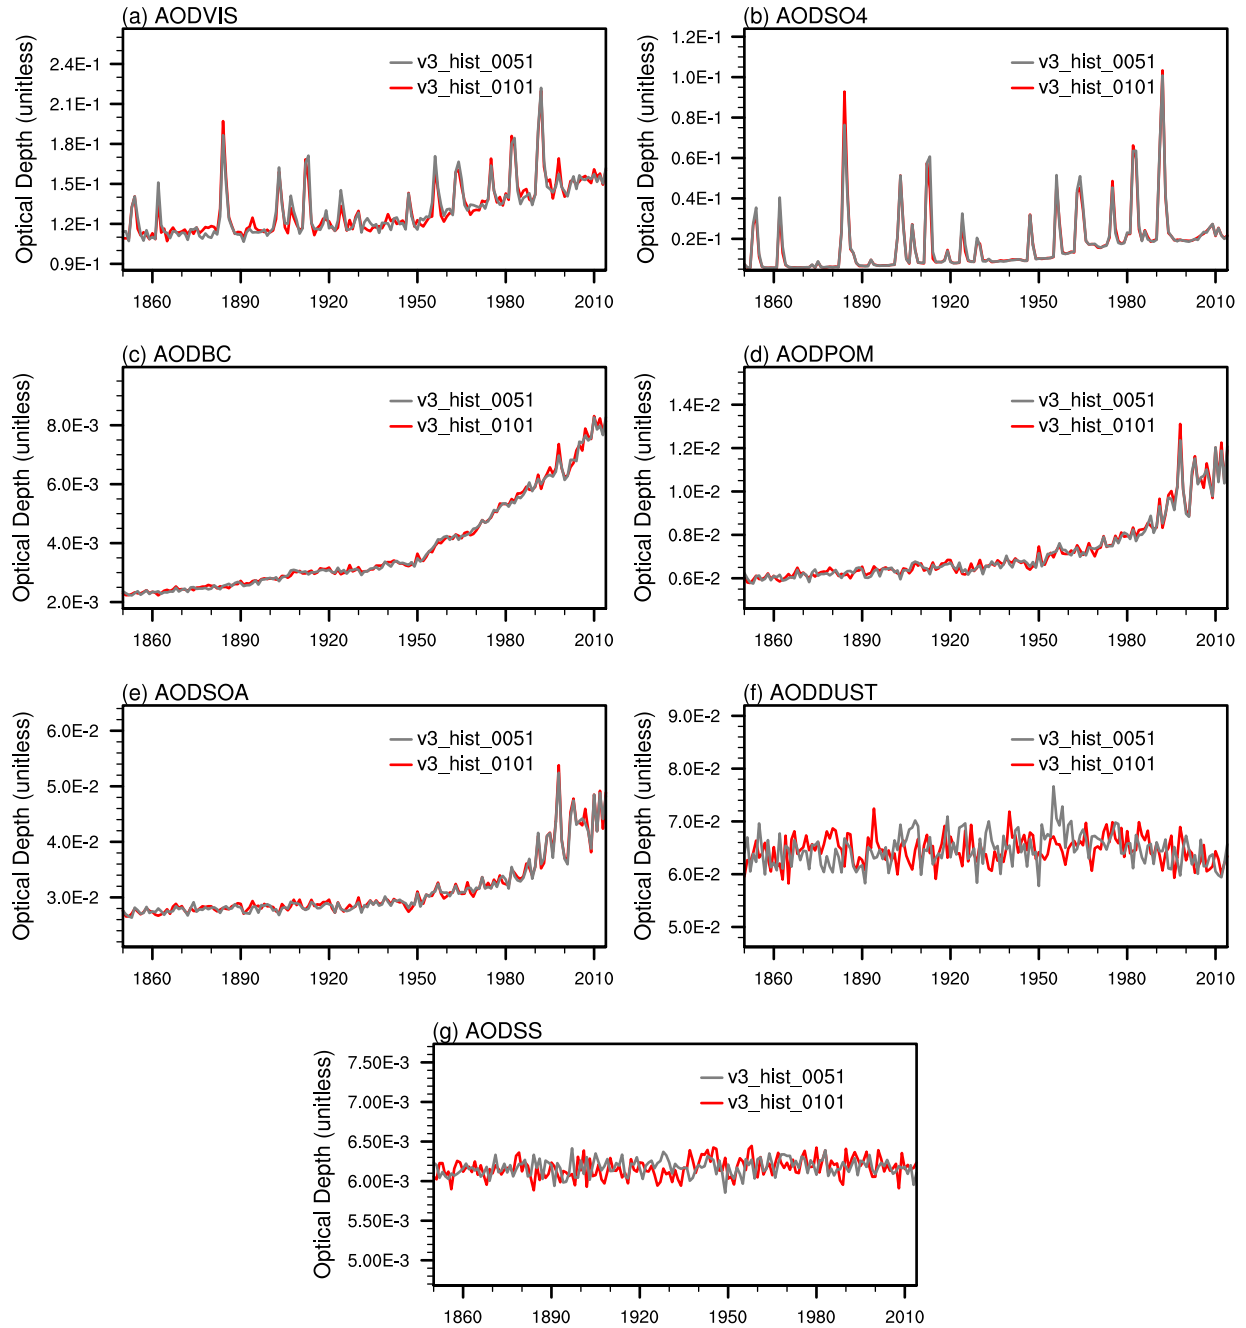 (a) AODVIS
Optical Depth (unitless)
2.4E-1
2.1E-1
1.8E-1
1.5E-1
1.2E-1
0.9E-1
v3_hist_0051
v3_hist_0101
1860 1890 1920 1950 1980 2010
(b) AODSO4
Optical Depth (unitless)
1.2E-1
1.0E-1
0.8E-1
0.6E-1
0.4E-1
0.2E-1
v3_hist_0051
v3_hist_0101
1860 1890 1920 1950 1980 2010
(c) AODBC
Optical Depth (unitless)
8.0E-3
6.0E-3
4.0E-3
2.0E-3
v3_hist_0051
v3_hist_0101
1860 1890 1920 1950 1980 2010
(d) AODPOM
Optical Depth (unitless)
1.4E-2
1.2E-2
1.0E-2
0.8E-2
0.6E-2
v3_hist_0051
v3_hist_0101
1860 1890 1920 1950 1980 2010
(e) AODSOA
Optical Depth (unitless)
6.0E-2
5.0E-2
4.0E-2
3.0E-2
v3_hist_0051
v3_hist_0101
1860 1890 1920 1950 1980 2010
(f) AODDUST
Optical Depth (unitless)
9.0E-2
8.0E-2
7.0E-2
6.0E-2
5.0E-2
v3_hist_0051
v3_hist_0101
1860 1890 1920 1950 1980 2010
(g) AODSS
Optical Depth (unitless)
7.50E-3
7.00E-3
6.50E-3
6.00E-3
5.50E-3
5.00E-3
v3_hist_0051
v3_hist_0101
1860 1890 1920 1950 1980 2010